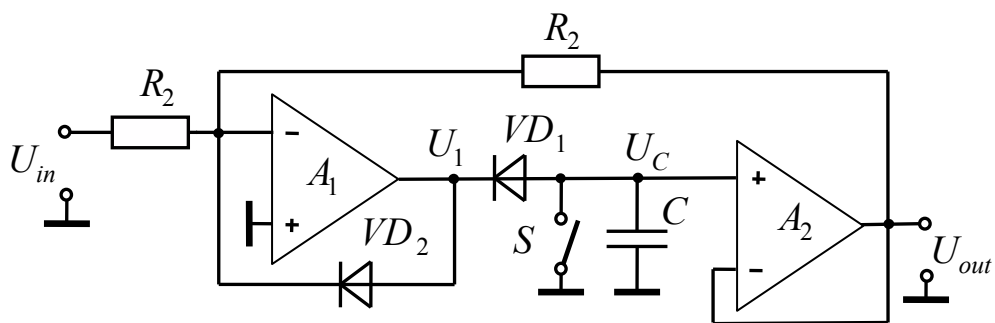 R2
R2
Uin
−
A1
+
U1
VD1
VD2
S
UC
C
+
A2
−
Uout